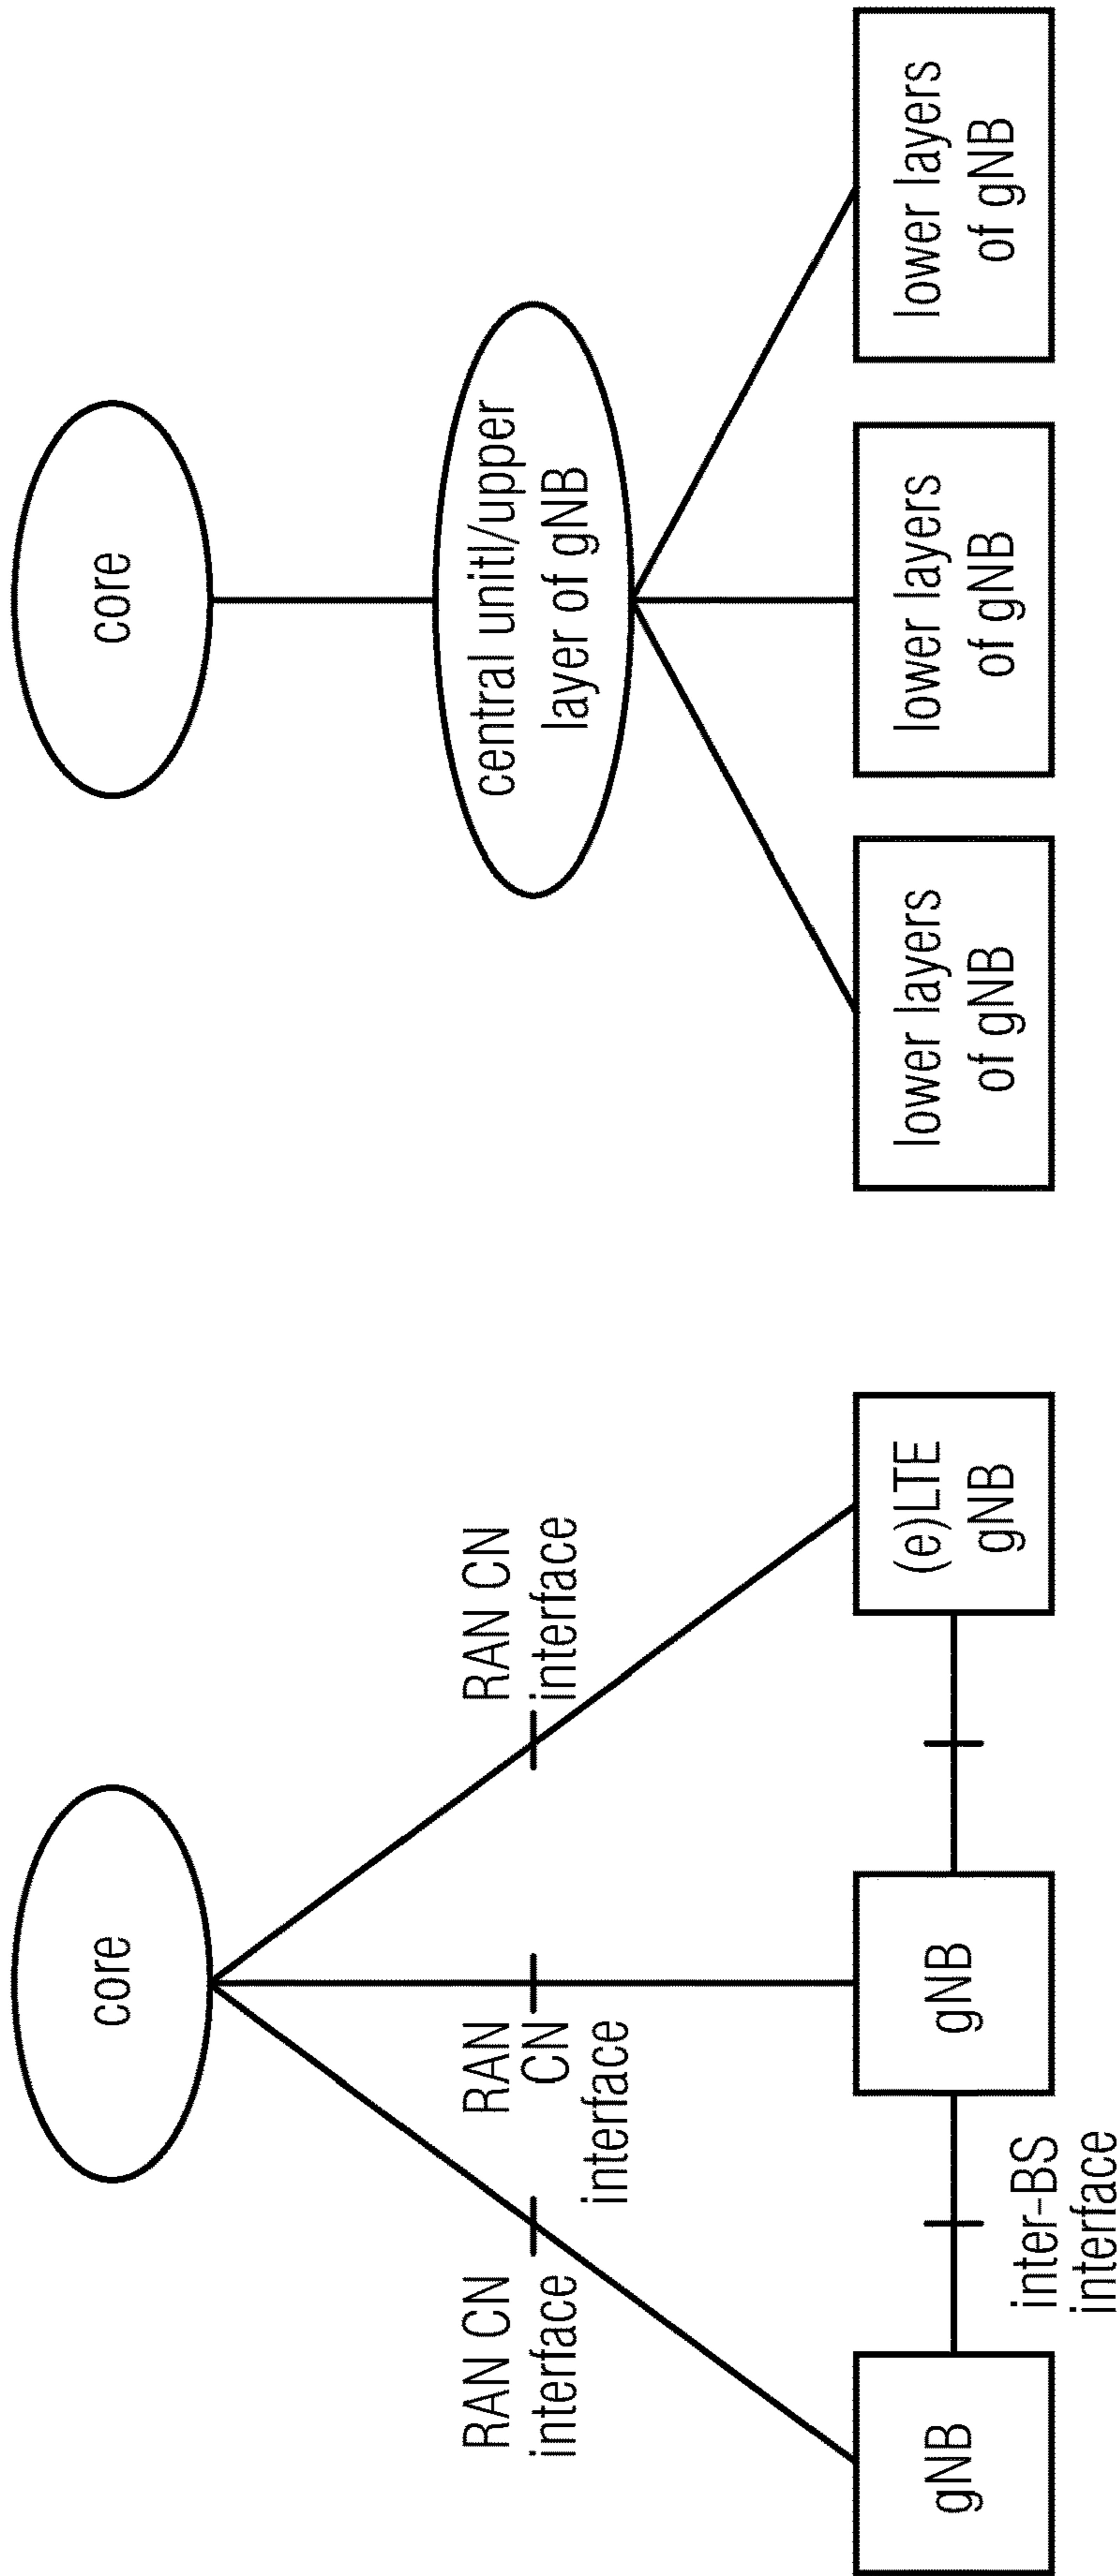 core
RAN CN
interface
RAN
CN
interface
RAN CN
interface
gNB
gNB
(e)LTE
gNB
inter-BS
interface
core
central unitl/upper
layer of gNB
lower layers
of gNB
lower layers
of gNB
lower layers
of gNB